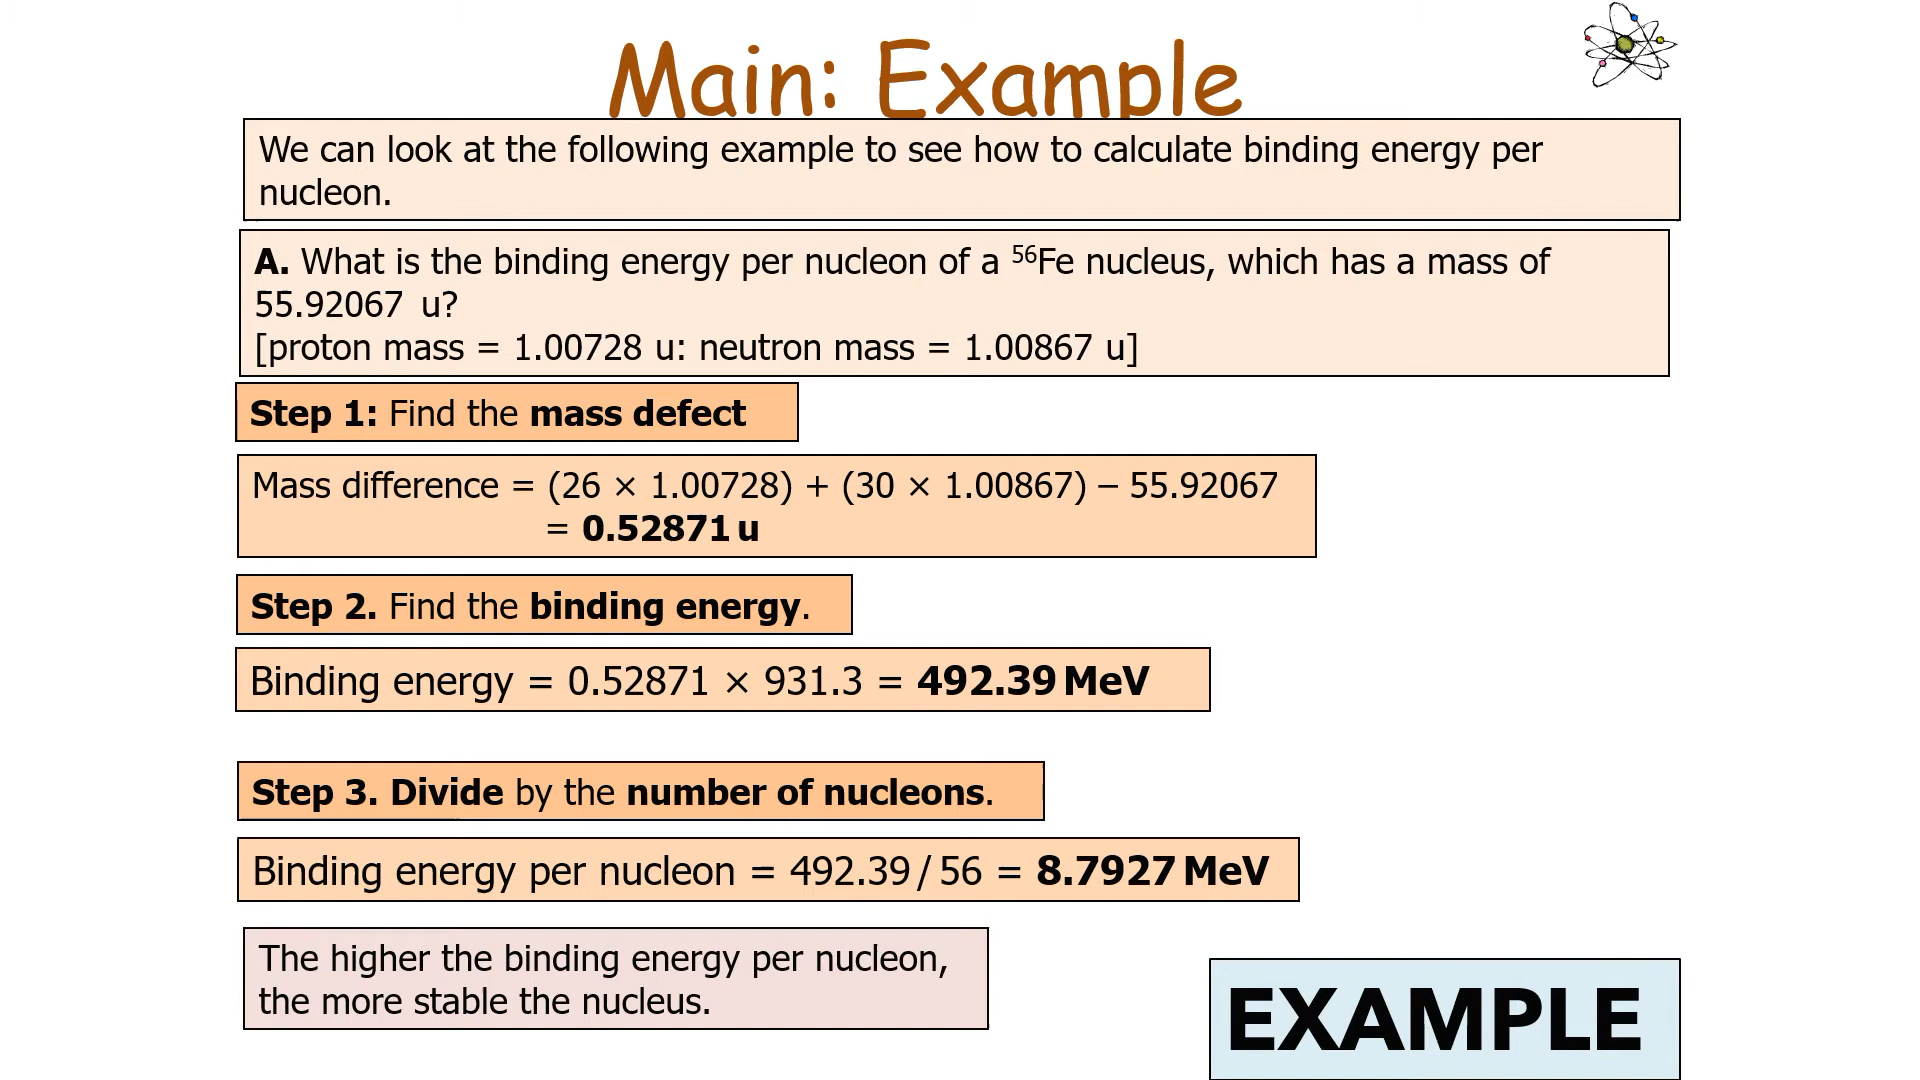 Main: Example
We can look at the following example to see how to calculate binding energy per
nucleon.
A. What is the binding energy per nucleon of a ⁵⁶Fe nucleus, which has a mass of
55.92067 u?
[proton mass = 1.00728 u: neutron mass = 1.00867 u]
Step 1: Find the mass defect
Mass difference = (26 × 1.00728) + (30 × 1.00867) – 55.92067
= 0.52871 u
Step 2. Find the binding energy.
Binding energy = 0.52871 × 931.3 = 492.39 MeV
Step 3. Divide by the number of nucleons.
Binding energy per nucleon = 492.39 / 56 = 8.7927 MeV
The higher the binding energy per nucleon,
the more stable the nucleus.
EXAMPLE